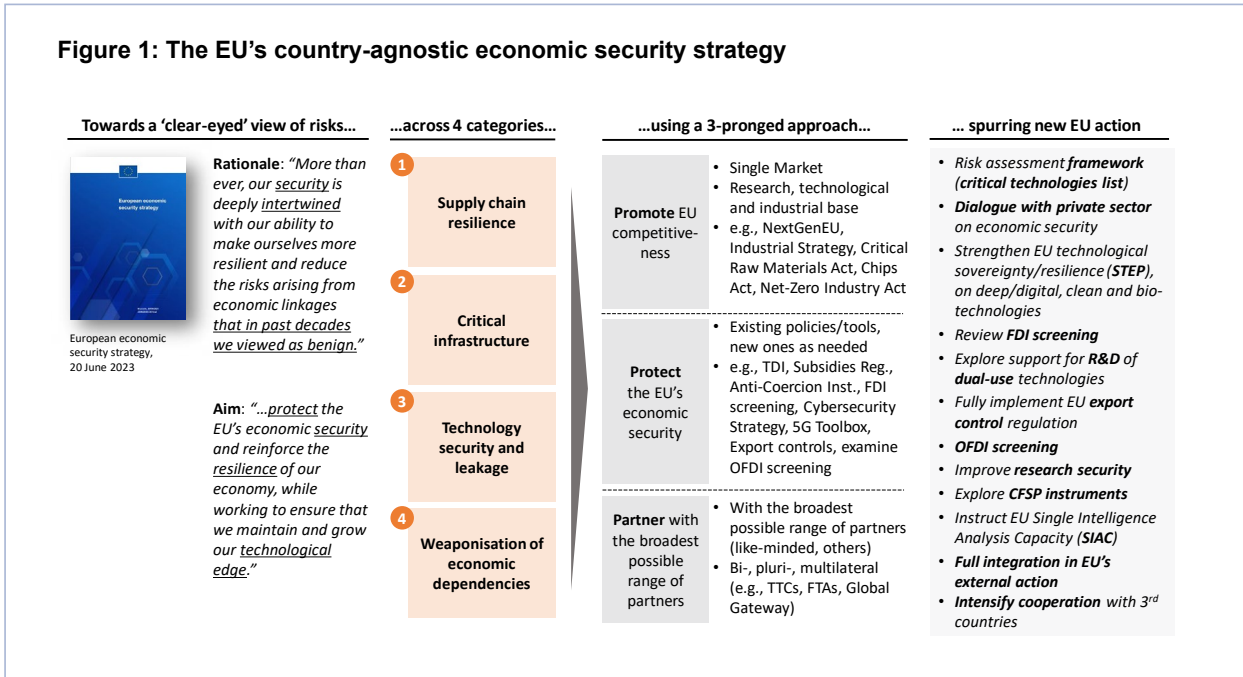 Figure 1: The EU's country-agnostic economic security strategy
Towards a 'clear-eyed' view of risks…
European economic
security strategy
European economic
security strategy,
20 June 2023
Rationale: “More than
ever, our security is
deeply intertwined
with our ability to
make ourselves more
resilient and reduce
the risks arising from
economic linkages
that in past decades
we viewed as benign.”
Aim: “…protect the
EU's economic security
and reinforce the
resilience of our
economy, while
working to ensure that
we maintain and grow
our technological
edge.”
…across 4 categories…
1
Supply chain
resilience
2
Critical
infrastructure
3
Technology
security and
leakage
4
Weaponisation of
economic
dependencies
…using a 3-pronged approach…
Promote EU
competitive-
ness
• Single Market
• Research, technological
and industrial base
• e.g., NextGenEU,
Industrial Strategy, Critical
Raw Materials Act, Chips
Act, Net-Zero Industry Act
Protect
the EU's
economic
security
• Existing policies/tools,
new ones as needed
• e.g., TDI, Subsidies Reg.,
Anti-Coercion Inst., FDI
screening, Cybersecurity
Strategy, 5G Toolbox,
Export controls, examine
OFDI screening
Partner with
the broadest
possible
range of
partners
• With the broadest
possible range of partners
(like-minded, others)
• Bi-, pluri-, multilateral
(e.g., TTCs, FTAs, Global
Gateway)
… spurring new EU action
• Risk assessment framework
(critical technologies list)
• Dialogue with private sector
on economic security
• Strengthen EU technological
sovereignty/resilience (STEP),
on deep/digital, clean and bio-
technologies
• Review FDI screening
• Explore support for R&D of
dual-use technologies
• Fully implement EU export
control regulation
• OFDI screening
• Improve research security
• Explore CFSP instruments
• Instruct EU Single Intelligence
Analysis Capacity (SIAC)
• Full integration in EU's
external action
• Intensify cooperation with 3rd
countries